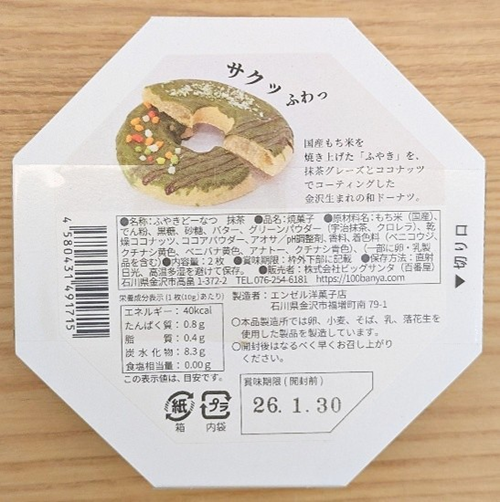 サクッ
ふわっ
国産もち米を
焼き上げた「ふやき」を、
抹茶グレーズとココナッツ
でコーティングした
金沢生まれの和ドーナツ。
●名称:ふやきどーなつ 抹茶 ●品名:焼菓子 ●原材料名:もち米(国産)、
でん粉、黒糖、砂糖、バター、グリーンパウダー(宇治抹茶、クロレラ)、乾
燥ココナッツ、ココアパウダー、アオサ/pH調整剤、香料、着色料(ベニコウジ、
クチナシ黄色、ベニバナ黄色、アナトー、クチナシ青色)、(一部に卵・乳製
品を含む)●内容量:2枚 ●賞味期限:枠外下部に記載 ●保存方法:直射
日光、高温多湿を避けて保存。 ●販売者:株式会社ビッグサンタ(百番屋)
石川県金沢市高畠1-372-2 TEL.076-254-6181 https://100banya.com
栄養成分表示(1枚(10g)あたり)
エネルギー:40kcal
たんぱく質:0.8g
脂質:0.4g
炭水化物:8.3g
食塩相当量:0.00g
この表示値は、目安です。
製造者:エンゼル洋菓子店
石川県金沢市福増町南79-1
○本品製造所では卵、小麦、そば、乳、落花生を
使用した製品を製造しています。
○開封後はなるべく早くお召し上がり
ください。
賞味期限(開封前)
26.1.30
紙
箱
プラ
内袋
▼切り口
4580431491715